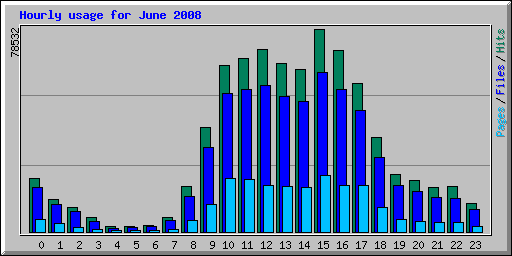 Hourly usage for June 2008
78532
Pages / Files / Hits
0 1 2 3 4 5 6 7 8 9 10 11 12 13 14 15 16 17 18 19 20 21 22 23